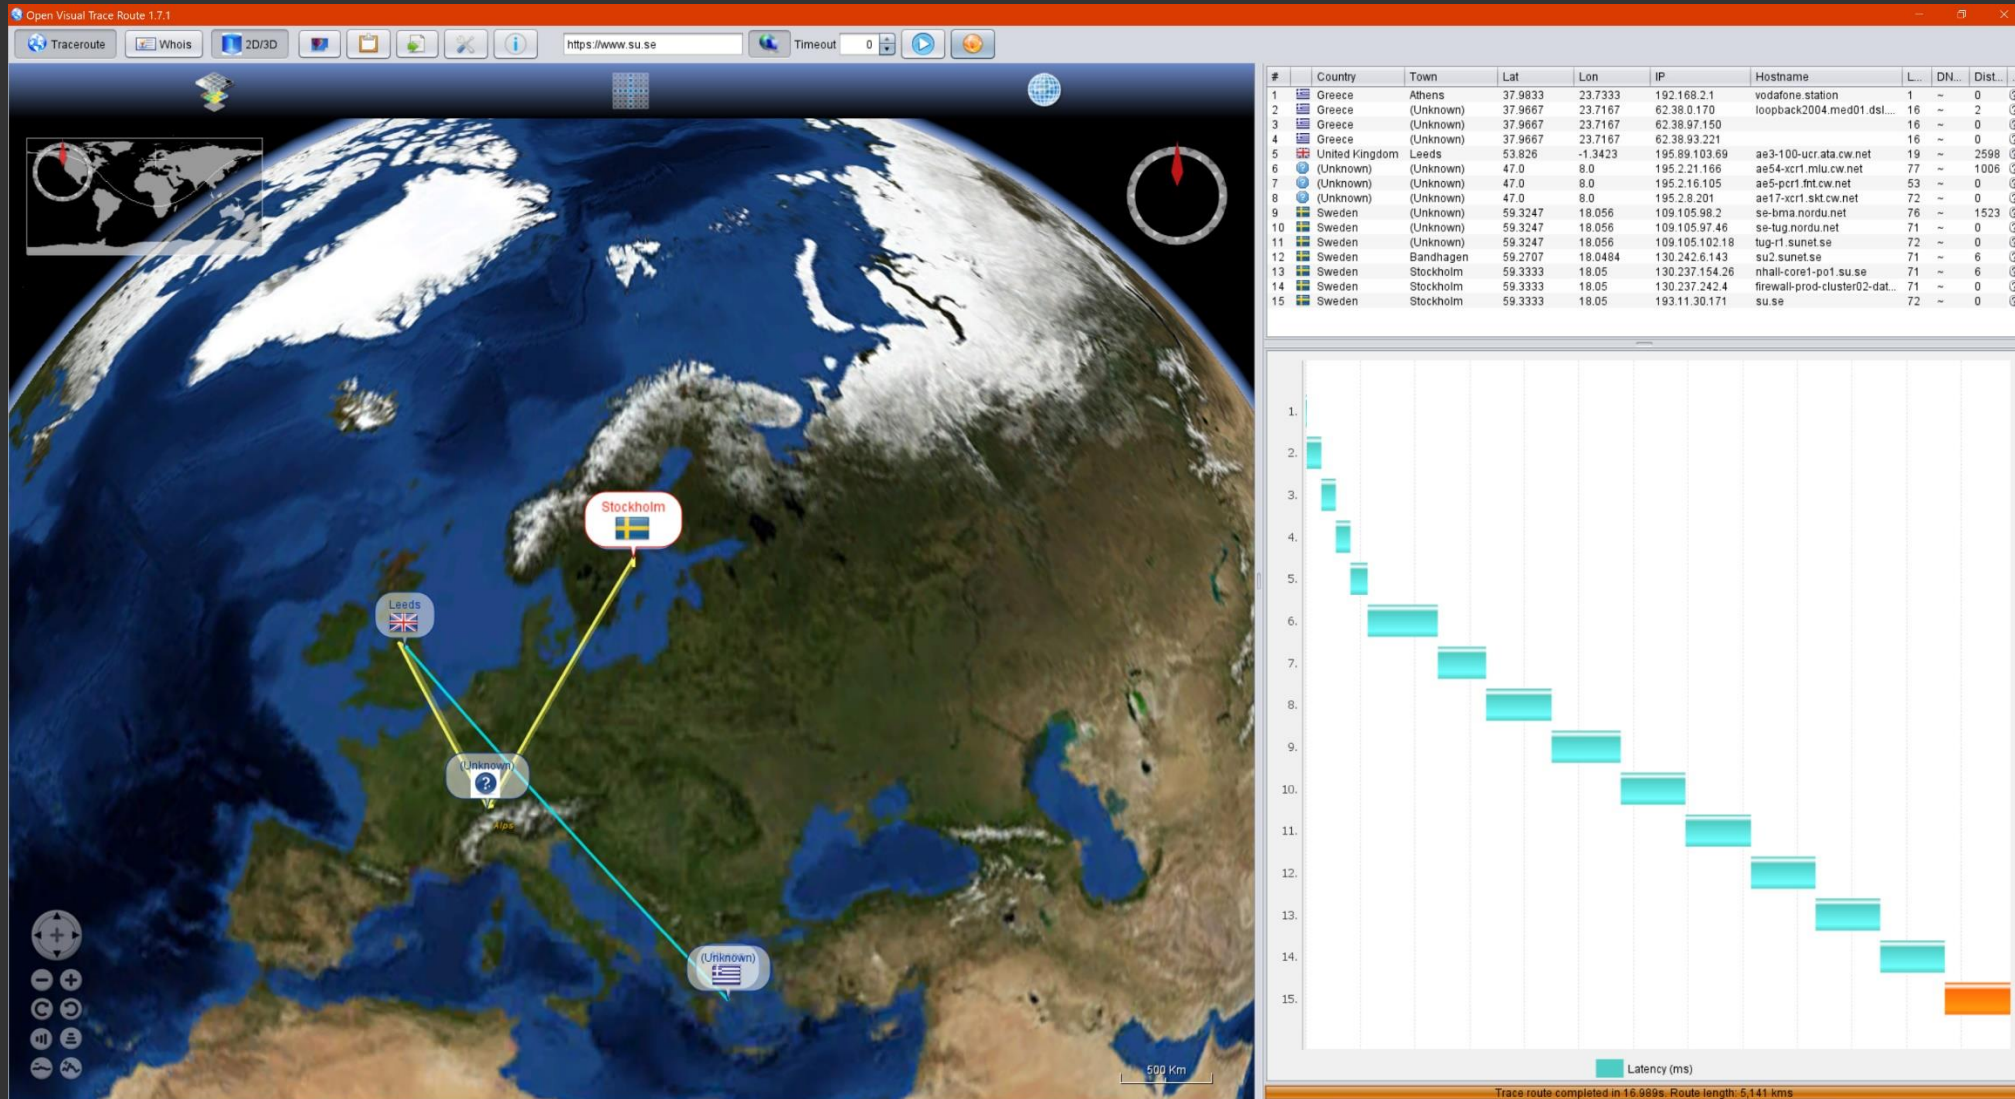 Open Visual Trace Route 1.7.1
Traceroute Whois 2D/3D https://www.su.se Timeout 0
# Country Town Lat Lon IP Hostname L... DN... Dist...
1 Greece Athens 37.9833 23.7333 192.168.2.1 vodafone.station 1 ~ 0
2 Greece (Unknown) 37.9667 23.7167 62.38.0.170 loopback2004.med01.dsl.... 16 ~ 2
3 Greece (Unknown) 37.9667 23.7167 62.38.97.150 16 ~ 0
4 Greece (Unknown) 37.9667 23.7167 62.38.93.221 16 ~ 0
5 United Kingdom Leeds 53.826 -1.3423 195.89.103.69 ae3-100-ucr.ata.cw.net 19 ~ 2598
6 (Unknown) (Unknown) 47.0 8.0 195.2.21.166 ae54-xcr1.mlu.cw.net 77 ~ 1006
7 (Unknown) (Unknown) 47.0 8.0 195.2.16.105 ae5-pcr1.fnt.cw.net 53 ~ 0
8 (Unknown) (Unknown) 47.0 8.0 195.2.8.201 ae17-xcr1.skt.cw.net 72 ~ 0
9 Sweden (Unknown) 59.3247 18.056 109.105.98.2 se-bma.nordu.net 76 ~ 1523
10 Sweden (Unknown) 59.3247 18.056 109.105.97.46 se-tug.nordu.net 71 ~ 0
11 Sweden (Unknown) 59.3247 18.056 109.105.102.18 tug-r1.sunet.se 72 ~ 0
12 Sweden Bandhagen 59.2707 18.0484 130.242.6.143 su2.sunet.se 71 ~ 6
13 Sweden Stockholm 59.3333 18.05 130.237.154.26 nhall-core1-po1.su.se 71 ~ 6
14 Sweden Stockholm 59.3333 18.05 130.237.242.4 firewall-prod-cluster02-dat... 71 ~ 0
15 Sweden Stockholm 59.3333 18.05 193.11.30.171 su.se 72 ~ 0
Stockholm
Leeds
(Unknown)
?
Alps
(Unknown)
500 Km
1.
2.
3.
4.
5.
6.
7.
8.
9.
10.
11.
12.
13.
14.
15.
Latency (ms)
Trace route completed in 16.989s. Route length: 5,141 kms